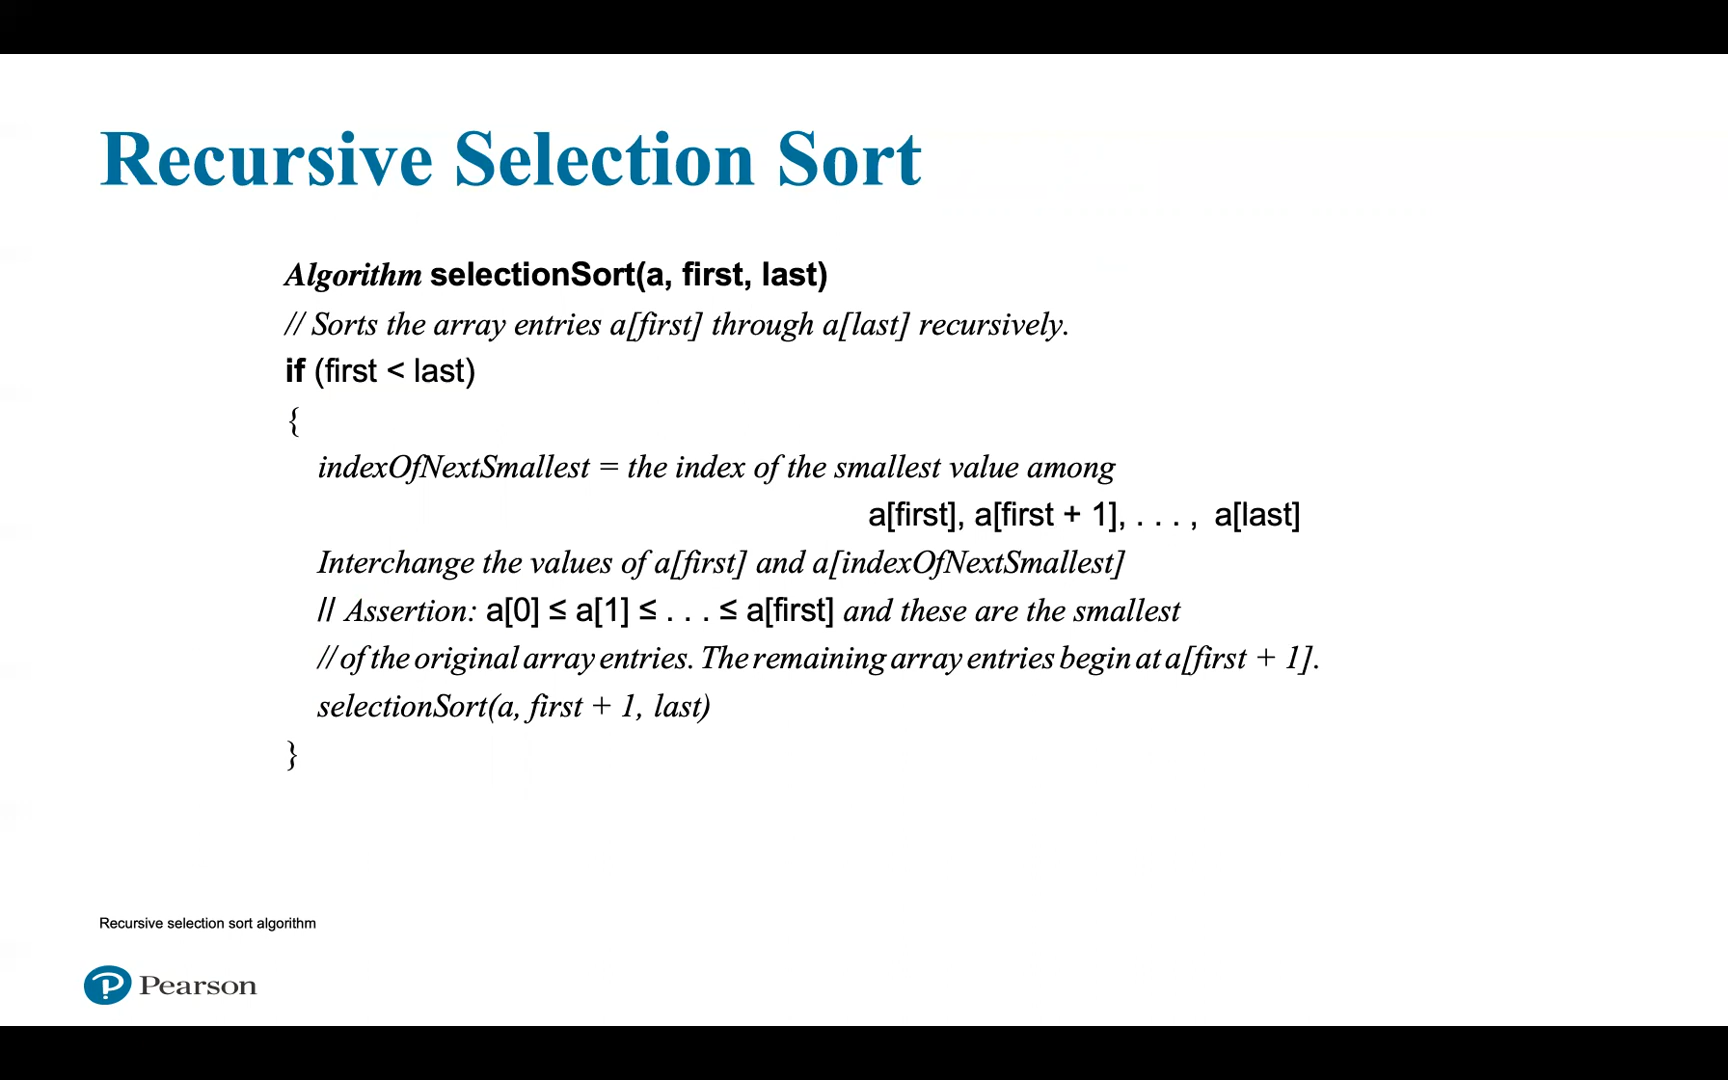 Recursive Selection Sort
Algorithm selectionSort(a, first, last)
// Sorts the array entries a[first] through a[last] recursively.
if (first < last)
{
indexOfNextSmallest = the index of the smallest value among
a[first], a[first + 1], . . . , a[last]
Interchange the values of a[first] and a[indexOfNextSmallest]
// Assertion: a[0] ≤ a[1] ≤ . . . ≤ a[first] and these are the smallest
// of the original array entries. The remaining array entries begin at a[first + 1].
selectionSort(a, first + 1, last)
}
Recursive selection sort algorithm
Pearson